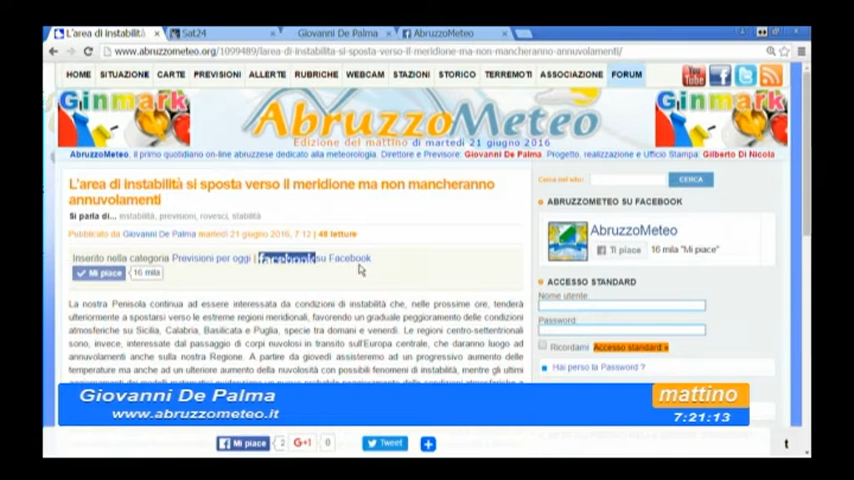 L'area di instabilità
Sat24
Giovanni De Palma
AbruzzoMeteo
www.abruzzometeo.org/1099489/larea-di-instabilita-si-sposta-verso-il-meridione-ma-non-mancheranno-annuvolamenti/
HOME SITUAZIONE CARTE PREVISIONI ALLERTE RUBRICHE WEBCAM STAZIONI STORICO TERREMOTI ASSOCIAZIONE FORUM
You Tube
Ginmark
AbruzzoMeteo
Ginmark
Edizione del mattino di martedì 21 giugno 2016
AbruzzoMeteo, il primo quotidiano on-line abruzzese dedicato alla meteorologia. Direttore e Previsore: Giovanni De Palma Progetto, realizzazione e Ufficio Stampa: Gilberto Di Nicola
L'area di instabilità si sposta verso il meridione ma non mancheranno
annuvolamenti
Si parla di... instabilità, previsioni, rovesci, stabilità
Pubblicato da Giovanni De Palma martedì 21 giugno 2016, 7:12 | 48 letture
Inserito nella categoria Previsioni per oggi | facebook su Facebook
Mi piace 16 mila
La nostra Penisola continua ad essere interessata da condizioni di instabilità che, nelle prossime ore, tenderà
ulteriormente a spostarsi verso le estreme regioni meridionali, favorendo un graduale peggioramento delle condizioni
atmosferiche su Sicilia, Calabria, Basilicata e Puglia, specie tra domani e venerdì. Le regioni centro-settentrionali
sono, invece, interessate dal passaggio di corpi nuvolosi in transito sull'Europa centrale, che daranno luogo ad
annuvolamenti anche sulla nostra Regione. A partire da giovedì assisteremo ad un progressivo aumento delle
temperature ma anche ad un ulteriore aumento della nuvolosità con possibili fenomeni di instabilità, mentre gli ultimi
Cerca nel sito:
CERCA
ABRUZZOMETEO SU FACEBOOK
AbruzzoMeteo
Ti piace 16 mila "Mi piace"
ACCESSO STANDARD
Nome utente:
Password:
Ricordami Accesso standard »
Hai perso la Password ?
Giovanni De Palma
www.abruzzometeo.it
mattino
7:21:13
Mi piace 2
G+1 0
Tweet
t